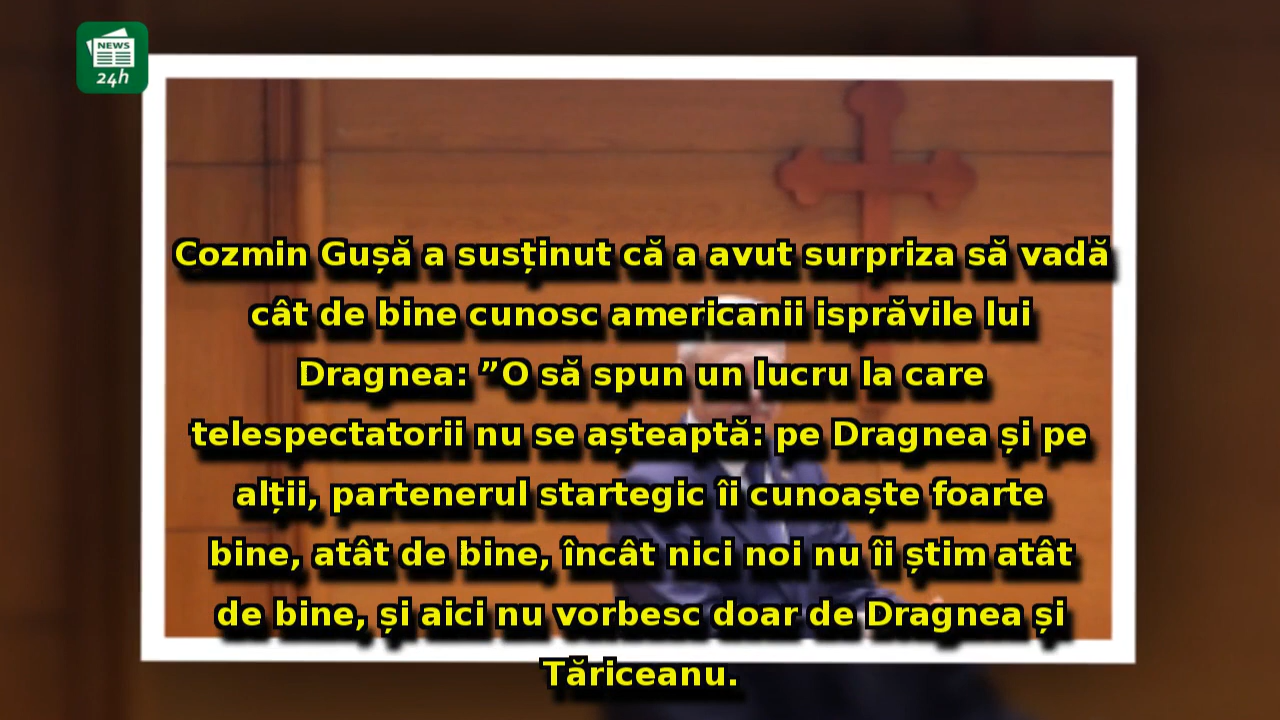 NEWS
24h
Cozmin Gușă a susținut că a avut surpriza să vadă
cât de bine cunosc americanii isprăvile lui
Dragnea: ”O să spun un lucru la care
telespectatorii nu se așteaptă: pe Dragnea și pe
alții, partenerul startegic îi cunoaște foarte
bine, atât de bine, încât nici noi nu îi știm atât
de bine, și aici nu vorbesc doar de Dragnea și
Tăriceanu.